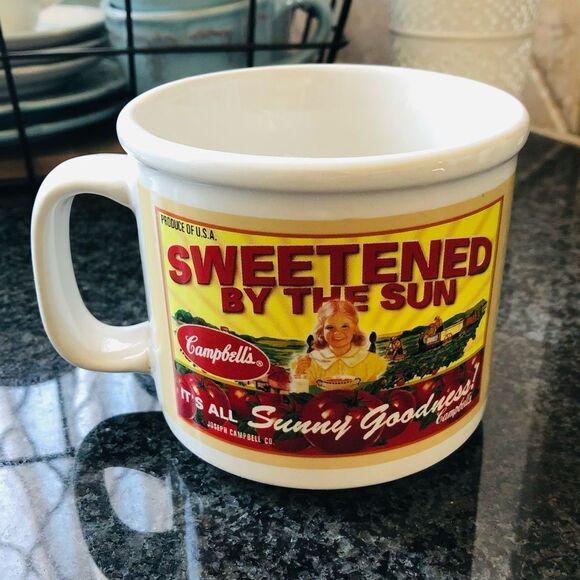 PRODUCE OF U.S.A.
SWEETENED
BY THE SUN
Campbell's®
IT'S ALL Sunny Goodness!
Campbell's
JOSEPH CAMPBELL CO.